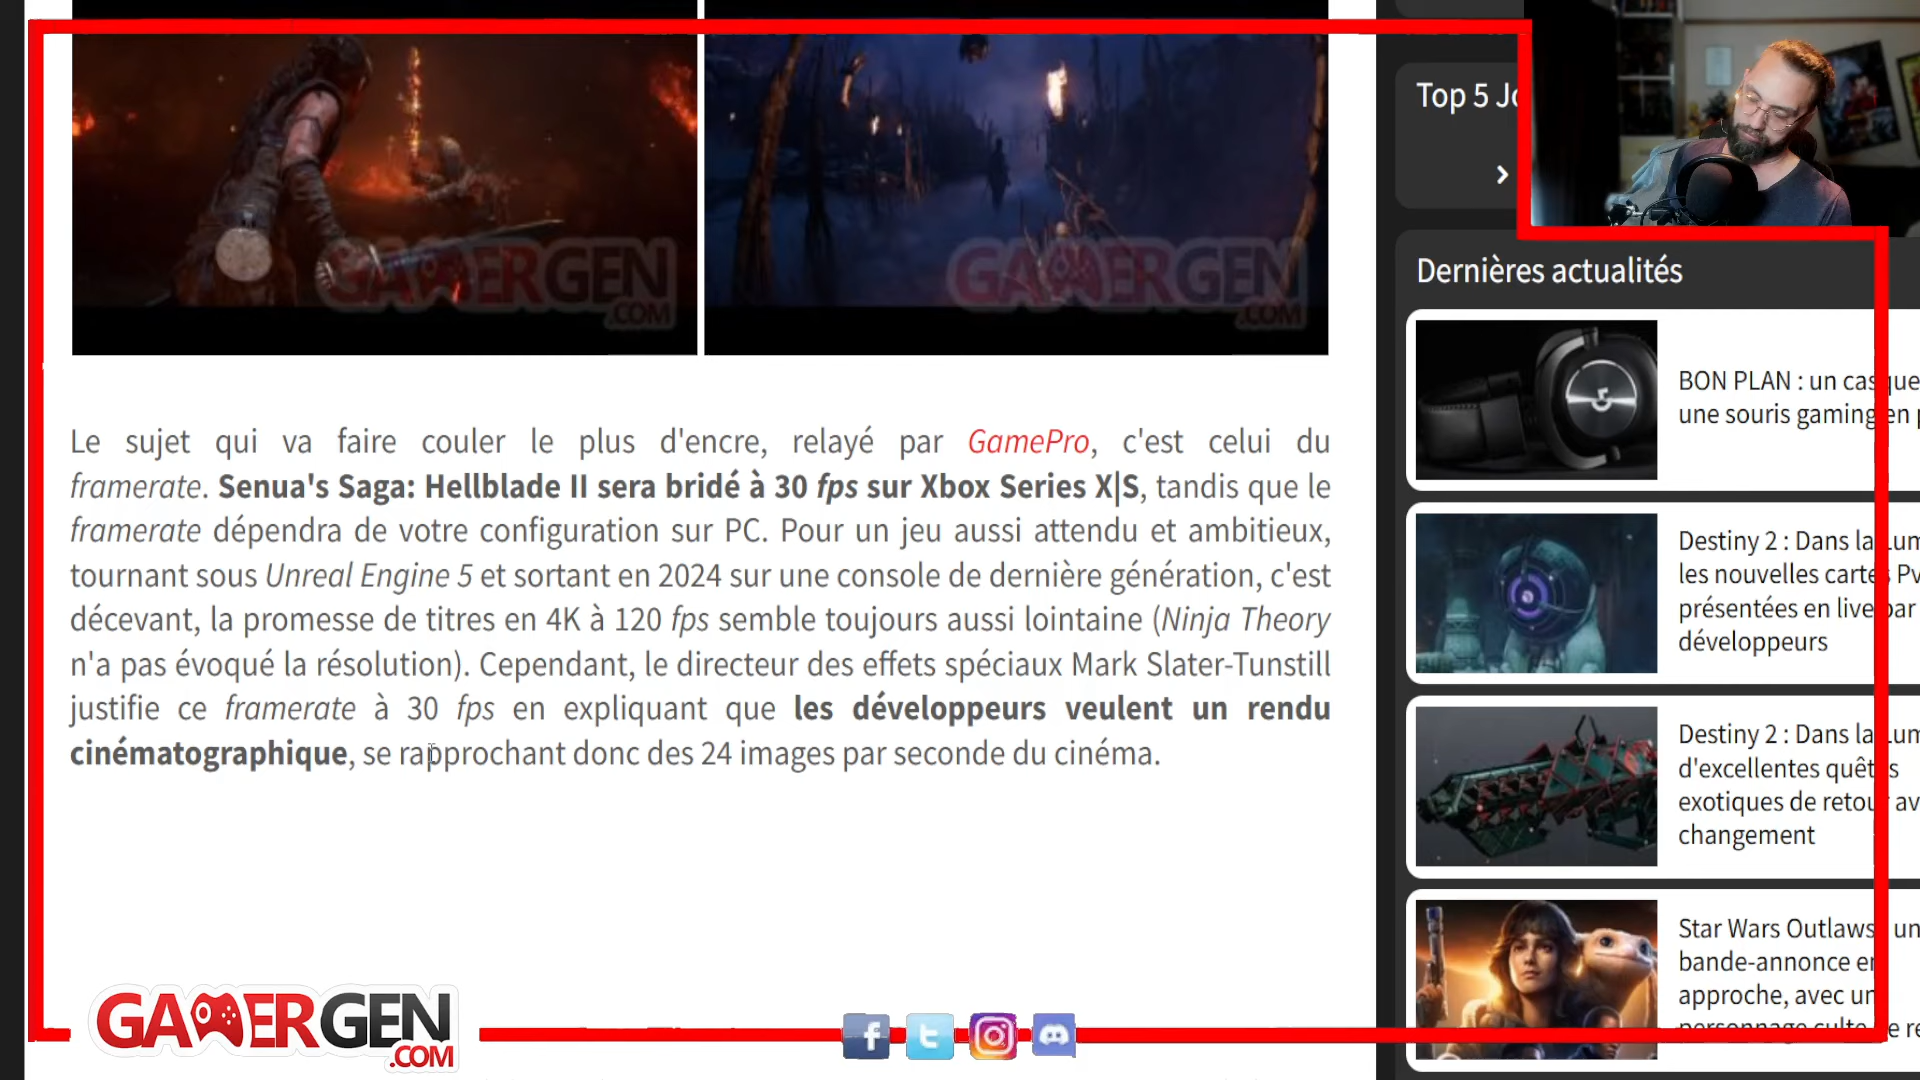 GAMERGEN
.COM
GAMERGEN
.COM
Le sujet qui va faire couler le plus d'encre, relayé par GamePro, c'est celui du
framerate. Senua's Saga: Hellblade II sera bridé à 30 fps sur Xbox Series X|S, tandis que le
framerate dépendra de votre configuration sur PC. Pour un jeu aussi attendu et ambitieux,
tournant sous Unreal Engine 5 et sortant en 2024 sur une console de dernière génération, c'est
décevant, la promesse de titres en 4K à 120 fps semble toujours aussi lointaine (Ninja Theory
n'a pas évoqué la résolution). Cependant, le directeur des effets spéciaux Mark Slater-Tunstill
justifie ce framerate à 30 fps en expliquant que les développeurs veulent un rendu
cinématographique, se rapprochant donc des 24 images par seconde du cinéma.
Top 5
Dernières actualités
BON PLAN : un casque
une souris gaming en
Destiny 2 : Dans la
les nouvelles cartes
présentées en live par
développeurs
Destiny 2 : Dans la
d'excellentes quêtes
exotiques de retour
changement
Star Wars Outlaws
bande-annonce
approche, avec un
personnage culte
GAMERGEN
.COM